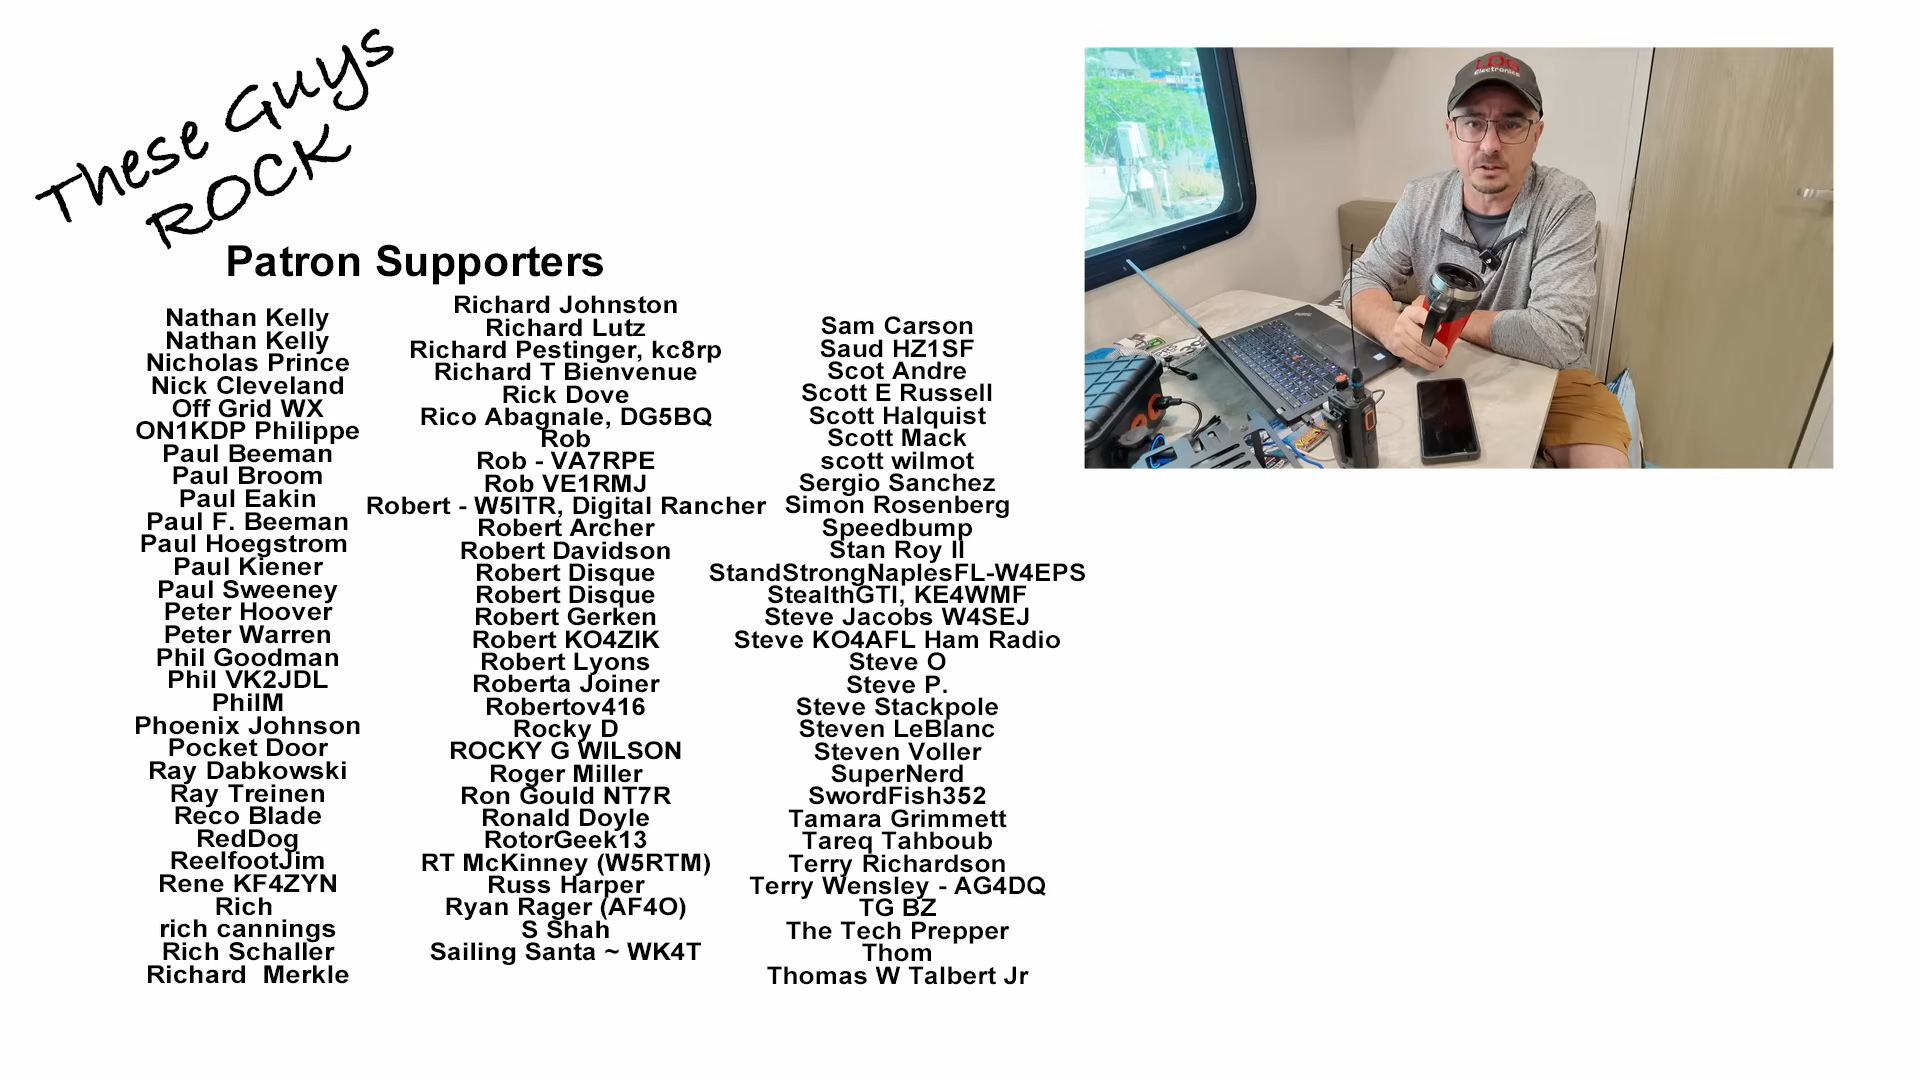 These Guys
ROCK
Patron Supporters
Nathan Kelly
Nathan Kelly
Nicholas Prince
Nick Cleveland
Off Grid WX
ON1KDP Philippe
Paul Beeman
Paul Broom
Paul Eakin
Paul F. Beeman
Paul Hoegstrom
Paul Kiener
Paul Sweeney
Peter Hoover
Peter Warren
Phil Goodman
Phil VK2JDL
PhilM
Phoenix Johnson
Pocket Door
Ray Dabkowski
Ray Treinen
Reco Blade
RedDog
ReelfootJim
Rene KF4ZYN
Rich
rich cannings
Rich Schaller
Richard  Merkle
Richard Johnston
Richard Lutz
Richard Pestinger, kc8rp
Richard T Bienvenue
Rick Dove
Rico Abagnale, DG5BQ
Rob
Rob - VA7RPE
Rob VE1RMJ
Robert - W5ITR, Digital Rancher
Robert Archer
Robert Davidson
Robert Disque
Robert Disque
Robert Gerken
Robert KO4ZIK
Robert Lyons
Roberta Joiner
Robertov416
Rocky D
ROCKY G WILSON
Roger Miller
Ron Gould NT7R
Ronald Doyle
RotorGeek13
RT McKinney (W5RTM)
Russ Harper
Ryan Rager (AF4O)
S Shah
Sailing Santa ~ WK4T
Sam Carson
Saud HZ1SF
Scot Andre
Scott E Russell
Scott Halquist
Scott Mack
scott wilmot
Sergio Sanchez
Simon Rosenberg
Speedbump
Stan Roy II
StandStrongNaplesFL-W4EPS
StealthGTI, KE4WMF
Steve Jacobs W4SEJ
Steve KO4AFL Ham Radio
Steve O
Steve P.
Steve Stackpole
Steven LeBlanc
Steven Voller
SuperNerd
SwordFish352
Tamara Grimmett
Tareq Tahboub
Terry Richardson
Terry Wensley - AG4DQ
TG BZ
The Tech Prepper
Thom
Thomas W Talbert Jr
LDG
Electronics